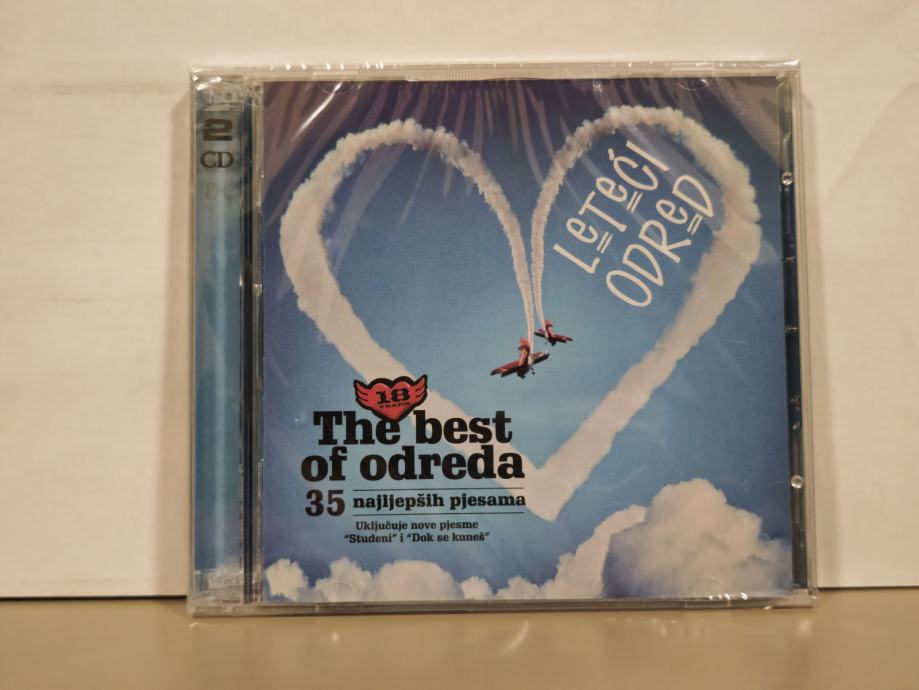 2
CD
LETEĆI
ODRED
18
YEARS
The best
of odreda
35 najljepših pjesama
Uključuje nove pjesme
"Studeni" i "Dok se kuneš"